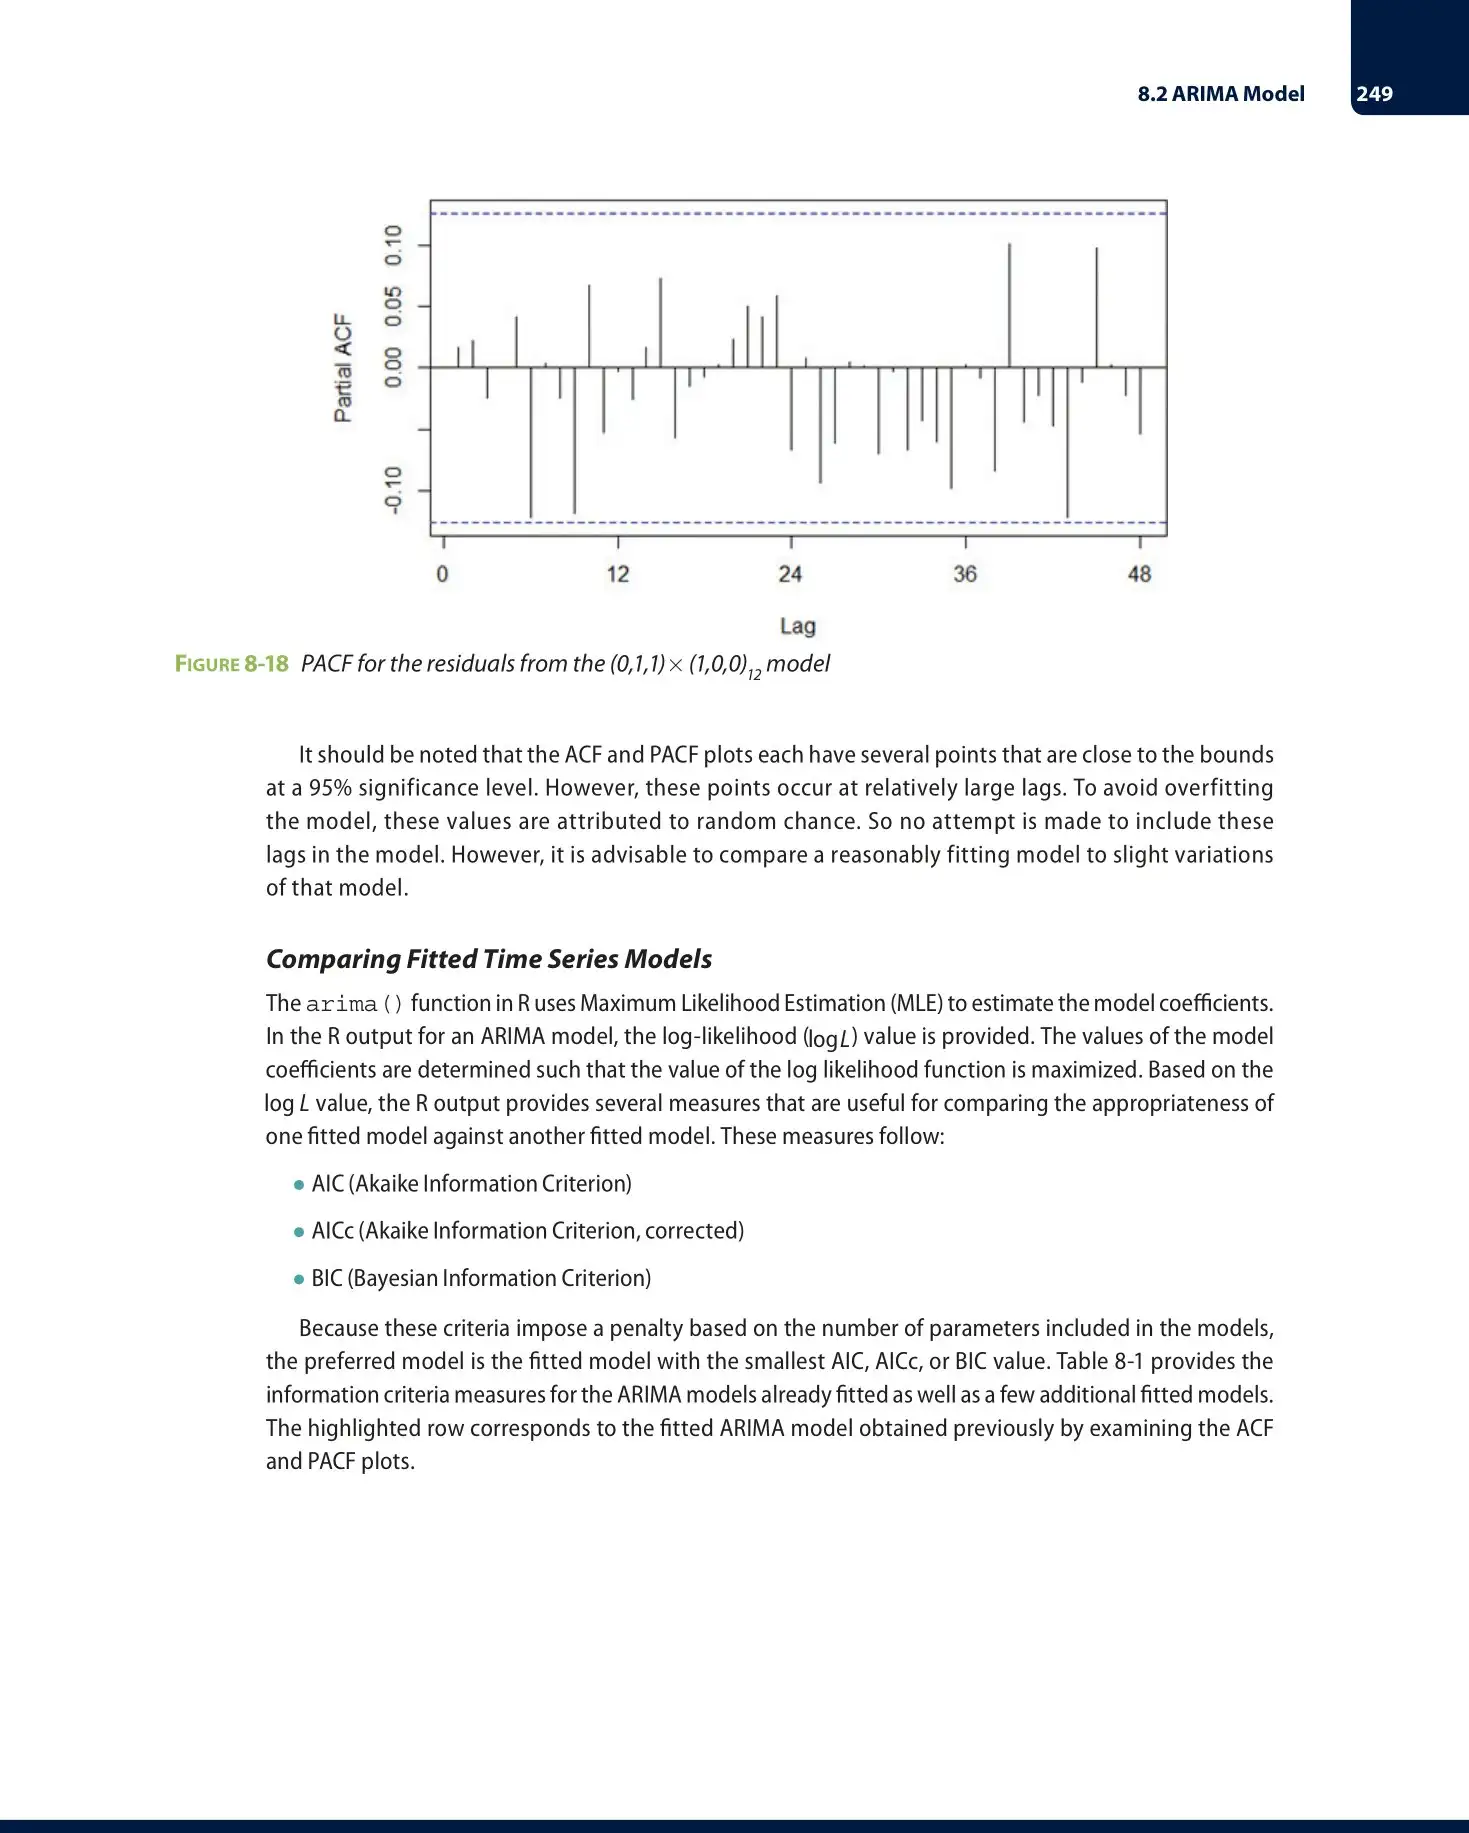 8.2 ARIMA Model 249
Partial ACF
0.10
0.05
0.00
-0.10
0 12 24 36 48
Lag
FIGURE 8-18 PACF for the residuals from the (0,1,1) × (1,0,0)₁₂ model
It should be noted that the ACF and PACF plots each have several points that are close to the bounds
at a 95% significance level. However, these points occur at relatively large lags. To avoid overfitting
the model, these values are attributed to random chance. So no attempt is made to include these
lags in the model. However, it is advisable to compare a reasonably fitting model to slight variations
of that model.
Comparing Fitted Time Series Models
The arima() function in R uses Maximum Likelihood Estimation (MLE) to estimate the model coefficients.
In the R output for an ARIMA model, the log-likelihood (log L) value is provided. The values of the model
coefficients are determined such that the value of the log likelihood function is maximized. Based on the
log L value, the R output provides several measures that are useful for comparing the appropriateness of
one fitted model against another fitted model. These measures follow:
● AIC (Akaike Information Criterion)
● AICc (Akaike Information Criterion, corrected)
● BIC (Bayesian Information Criterion)
Because these criteria impose a penalty based on the number of parameters included in the models,
the preferred model is the fitted model with the smallest AIC, AICc, or BIC value. Table 8-1 provides the
information criteria measures for the ARIMA models already fitted as well as a few additional fitted models.
The highlighted row corresponds to the fitted ARIMA model obtained previously by examining the ACF
and PACF plots.